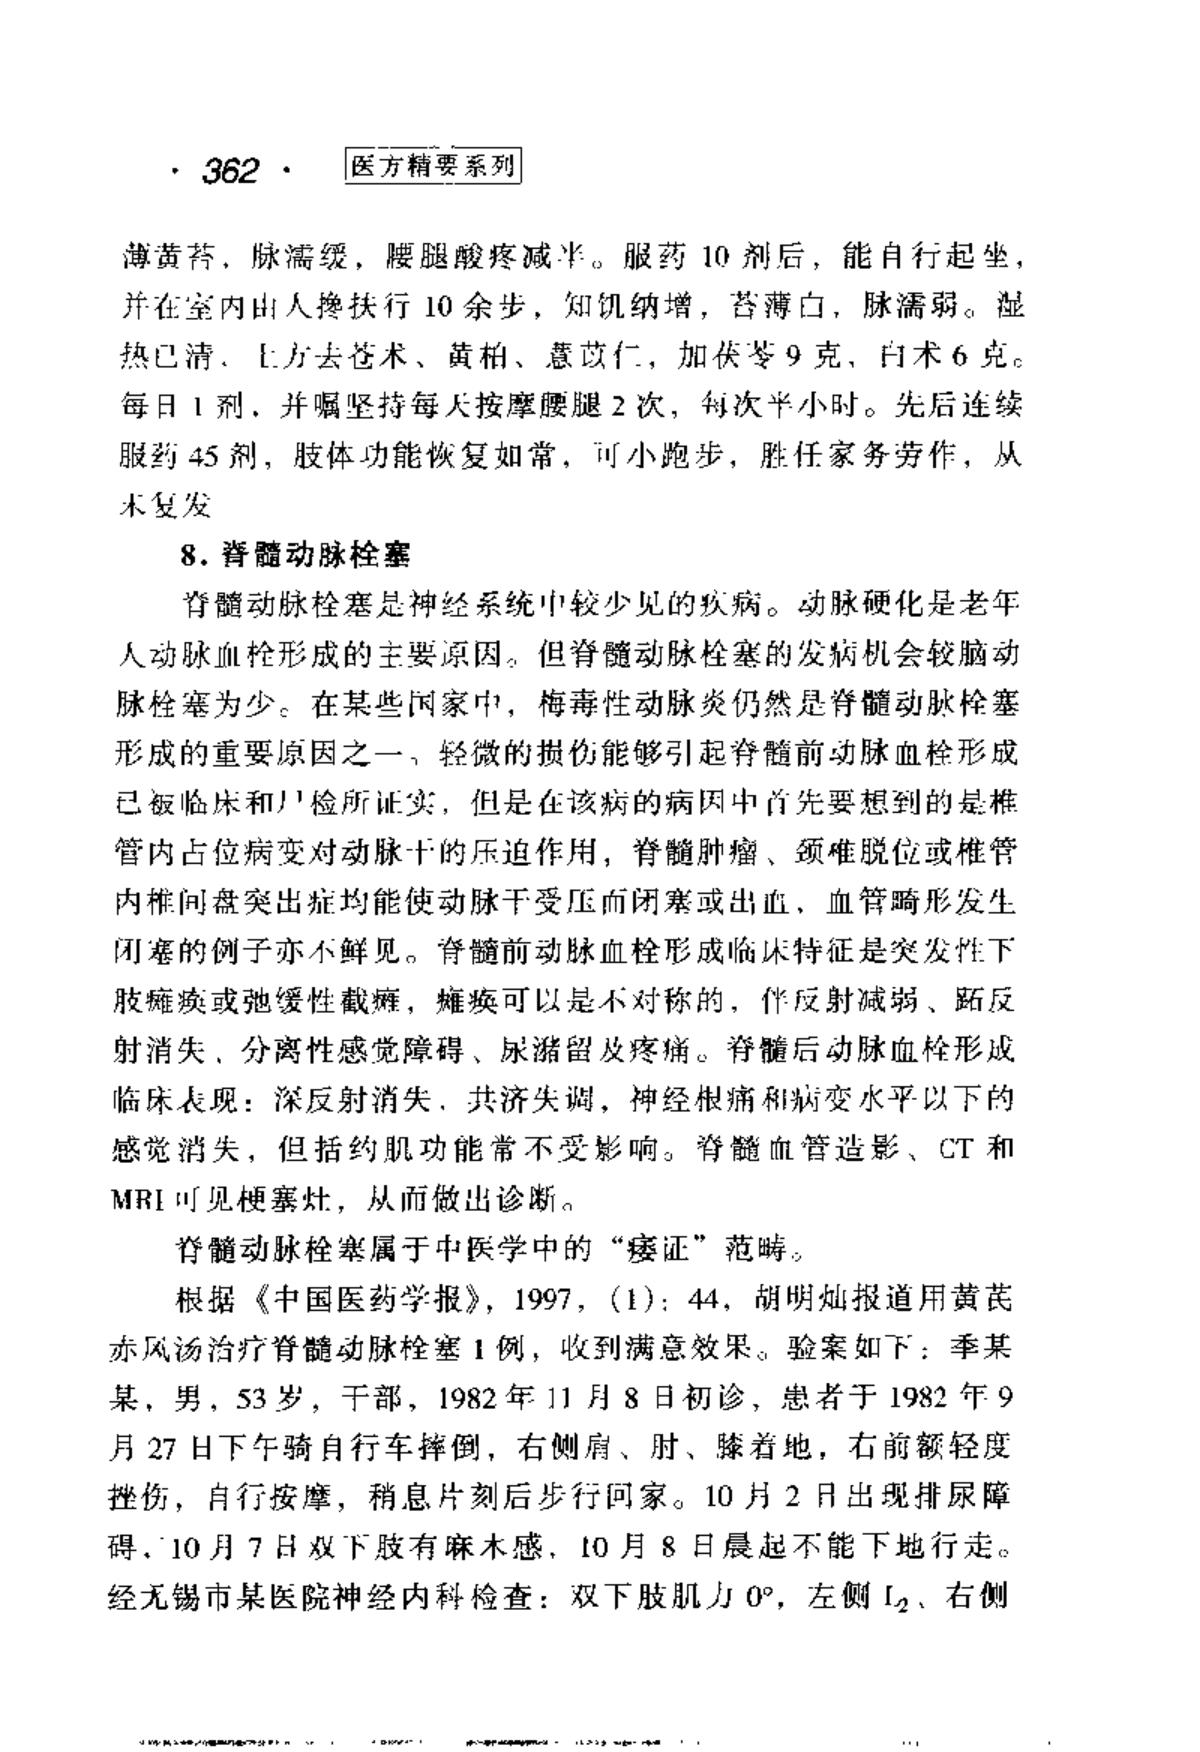 · 362 · 医方精要系列
薄黄苔，脉濡缓，腰腿酸疼减半。服药 10 剂后，能自行起坐，
并在室内由人搀扶行 10 余步，知饥纳增，苔薄白，脉濡弱。湿
热已清，上方去苍术、黄柏、薏苡仁，加茯苓 9 克，白术 6 克。
每日 1 剂，并嘱坚持每天按摩腰腿 2 次，每次半小时。先后连续
服药 45 剂，肢体功能恢复如常，可小跑步，胜任家务劳作，从
未复发
8. 脊髓动脉栓塞
脊髓动脉栓塞是神经系统中较少见的疾病。动脉硬化是老年
人动脉血栓形成的主要原因。但脊髓动脉栓塞的发病机会较脑动
脉栓塞为少。在某些国家中，梅毒性动脉炎仍然是脊髓动脉栓塞
形成的重要原因之一，轻微的损伤能够引起脊髓前动脉血栓形成
已被临床和尸检所证实，但是在该病的病因中首先要想到的是椎
管内占位病变对动脉干的压迫作用，脊髓肿瘤、颈椎脱位或椎管
内椎间盘突出症均能使动脉干受压而闭塞或出血，血管畸形发生
闭塞的例子亦不鲜见。脊髓前动脉血栓形成临床特征是突发性下
肢瘫痪或弛缓性截瘫，瘫痪可以是不对称的，伴反射减弱、跖反
射消失、分离性感觉障碍、尿潴留及疼痛。脊髓后动脉血栓形成
临床表现：深反射消失，共济失调，神经根痛和病变水平以下的
感觉消失，但括约肌功能常不受影响。脊髓血管造影、CT 和
MRI 可见梗塞灶，从而做出诊断。
脊髓动脉栓塞属于中医学中的“痿证”范畴。
根据《中国医药学报》，1997，(1)：44，胡明灿报道用黄芪
赤风汤治疗脊髓动脉栓塞 1 例，收到满意效果。验案如下：季某
某，男，53 岁，干部，1982 年 11 月 8 日初诊，患者于 1982 年 9
月 27 日下午骑自行车摔倒，右侧肩、肘、膝着地，右前额轻度
挫伤，自行按摩，稍息片刻后步行回家。10 月 2 日出现排尿障
碍，10 月 7 日双下肢有麻木感，10 月 8 日晨起不能下地行走。
经无锡市某医院神经内科检查：双下肢肌力 0°，左侧 L₂、右侧